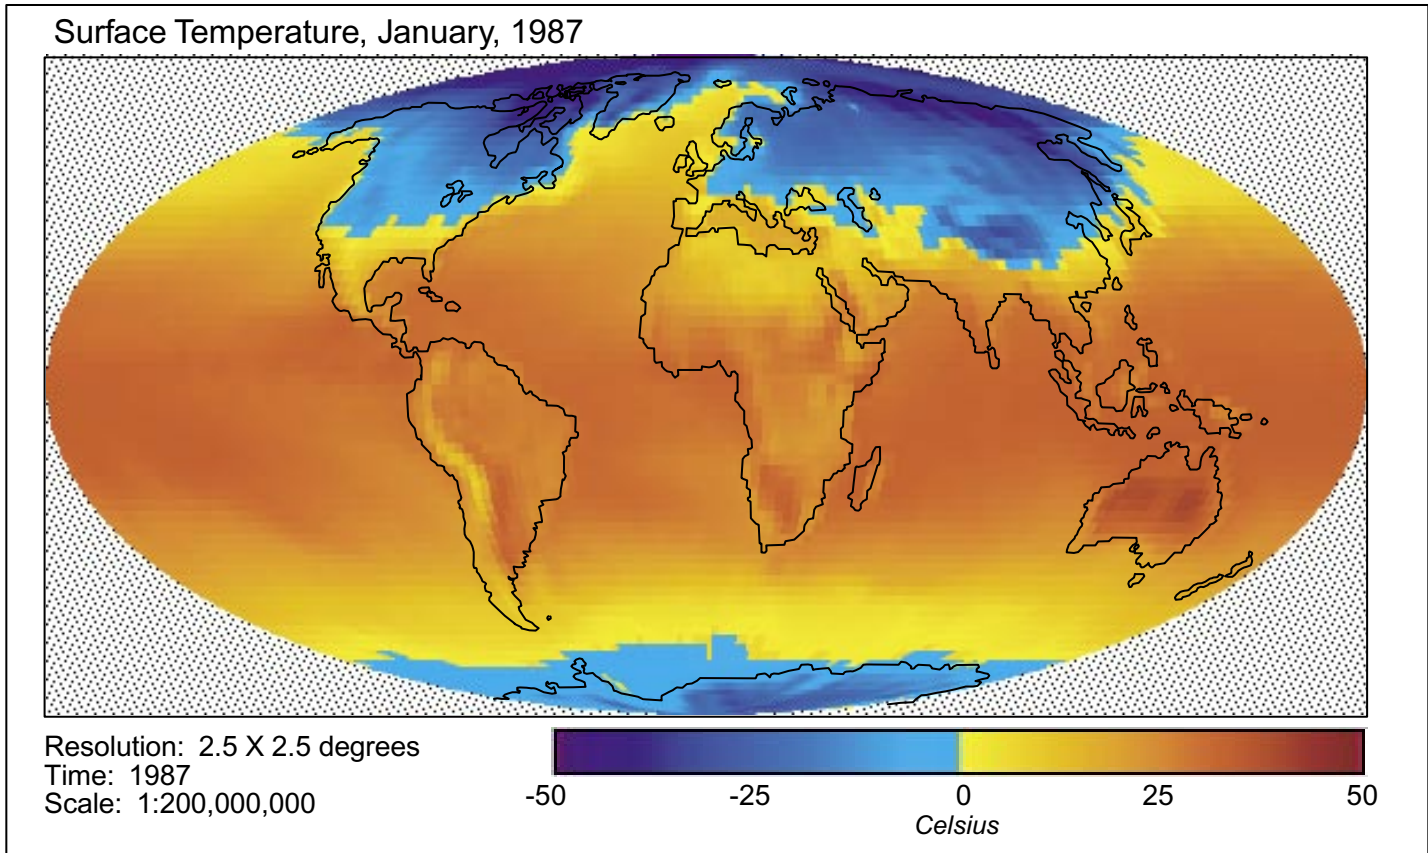 Surface Temperature, January, 1987
Resolution: 2.5 X 2.5 degrees
Time: 1987
Scale: 1:200,000,000
-50 -25 0 25 50
Celsius